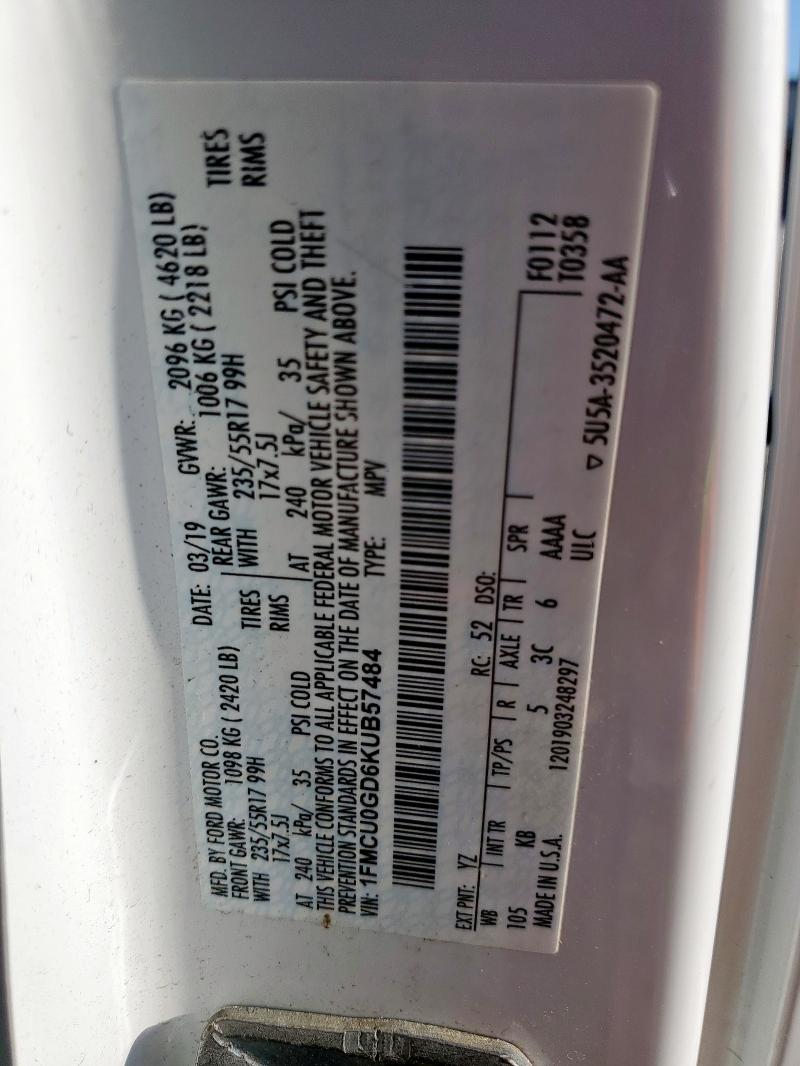 MFD. BY FORD MOTOR CO.
DATE: 03/19 GVWR: 2096 KG ( 4620 LB)
FRONT GAWR: 1098 KG ( 2420 LB) REAR GAWR: 1006 KG ( 2218 LB)
WITH 235/55R17 99H TIRES WITH 235/55R17 99H TIRES
17x7.5J RIMS 17x7.5J RIMS
AT 240 kPa/ 35 PSI COLD AT 240 kPa/ 35 PSI COLD
THIS VEHICLE CONFORMS TO ALL APPLICABLE FEDERAL MOTOR VEHICLE SAFETY AND THEFT
PREVENTION STANDARDS IN EFFECT ON THE DATE OF MANUFACTURE SHOWN ABOVE.
VIN: 1FMCU0GD6KUB57484 TYPE: MPV
EXT PNT: YZ RC: 52 DSO:
WB INT TR TP/PS R AXLE TR SPR F0112
105 KB 5 3C 6 AAAA T0358
MADE IN U.S.A. 1201903248297 UIC
▽ 5U5A-3520472-AA